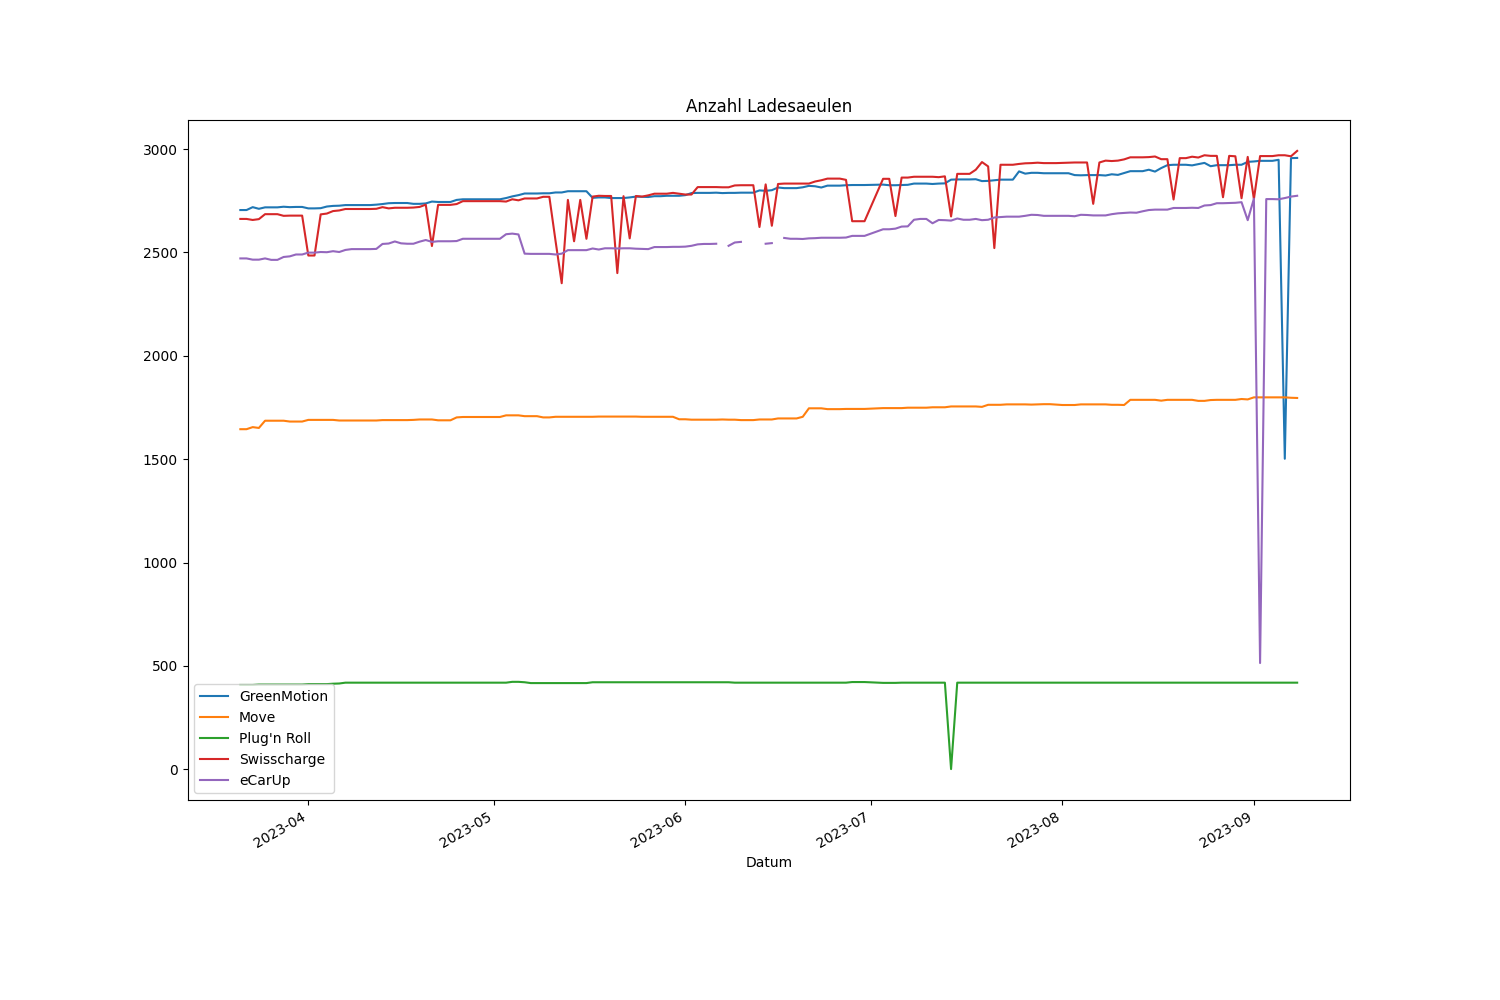 Anzahl Ladesaeulen
3000
2500
2000
1500
1000
500
0
GreenMotion
Move
Plug'n Roll
Swisscharge
eCarUp
2023-04
2023-05
2023-06
2023-07
2023-08
2023-09
Datum